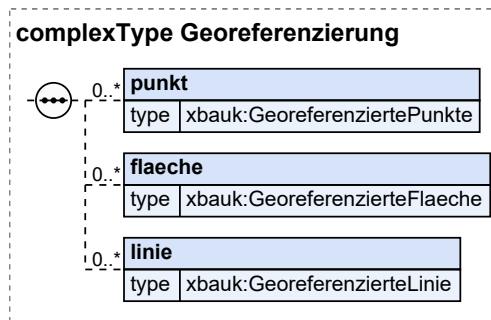 complexType Georeferenzierung
0..* punkt
type xbauk:GeoreferenziertePunkte
0..* flaeche
type xbauk:GeoreferenzierteFlaeche
0..* linie
type xbauk:GeoreferenzierteLinie